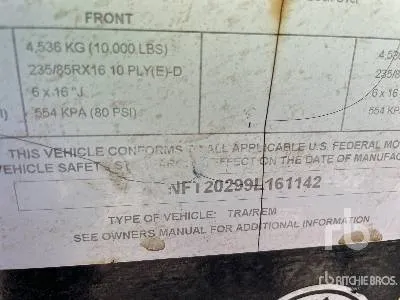 FRONT
4,536 KG (10,000 LBS)
235/85RX16 10 PLY(E)-D
6 x 16 "J.
554 KPA (80 PSI)
4,5
235/8
6 x 16
554 KPA
THIS VEHICLE CONFORMS ALL APPLICABLE U.S. FEDERAL MO
VEHICLE SAFET EFFECT ON THE DATE OF MANUFAC
NFT20299L161142
TYPE OF VEHICLE: TRA/REM
SEE OWNERS MANUAL FOR ADDITIONAL INFORMATION
rb
RITCHIE BROS.